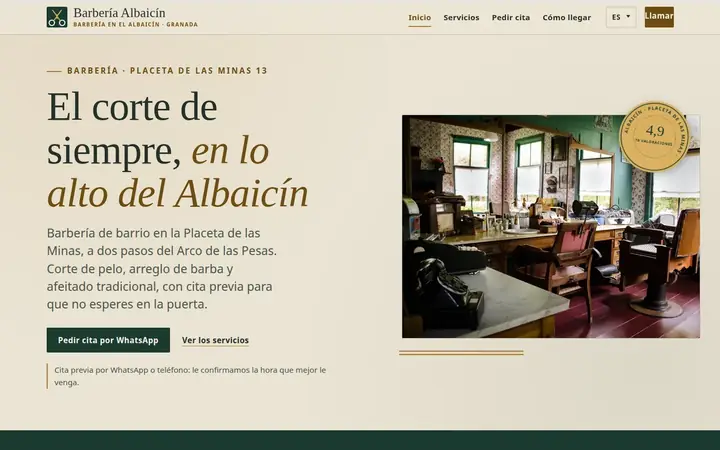 Barbería Albaicín
BARBERÍA EN EL ALBAICÍN · GRANADA
Inicio
Servicios
Pedir cita
Cómo llegar
ES
Llamar
BARBERÍA · PLACETA DE LAS MINAS 13
El corte de
siempre, en lo
alto del Albaicín
Barbería de barrio en la Placeta de las
Minas, a dos pasos del Arco de las Pesas.
Corte de pelo, arreglo de barba y
afeitado tradicional, con cita previa para
que no esperes en la puerta.
Pedir cita por WhatsApp
Ver los servicios
Cita previa por WhatsApp o teléfono: le confirmamos la hora que mejor le
venga.
ALBAICÍN · PLACETA DE LAS MINAS
4,9
VALORACIONES